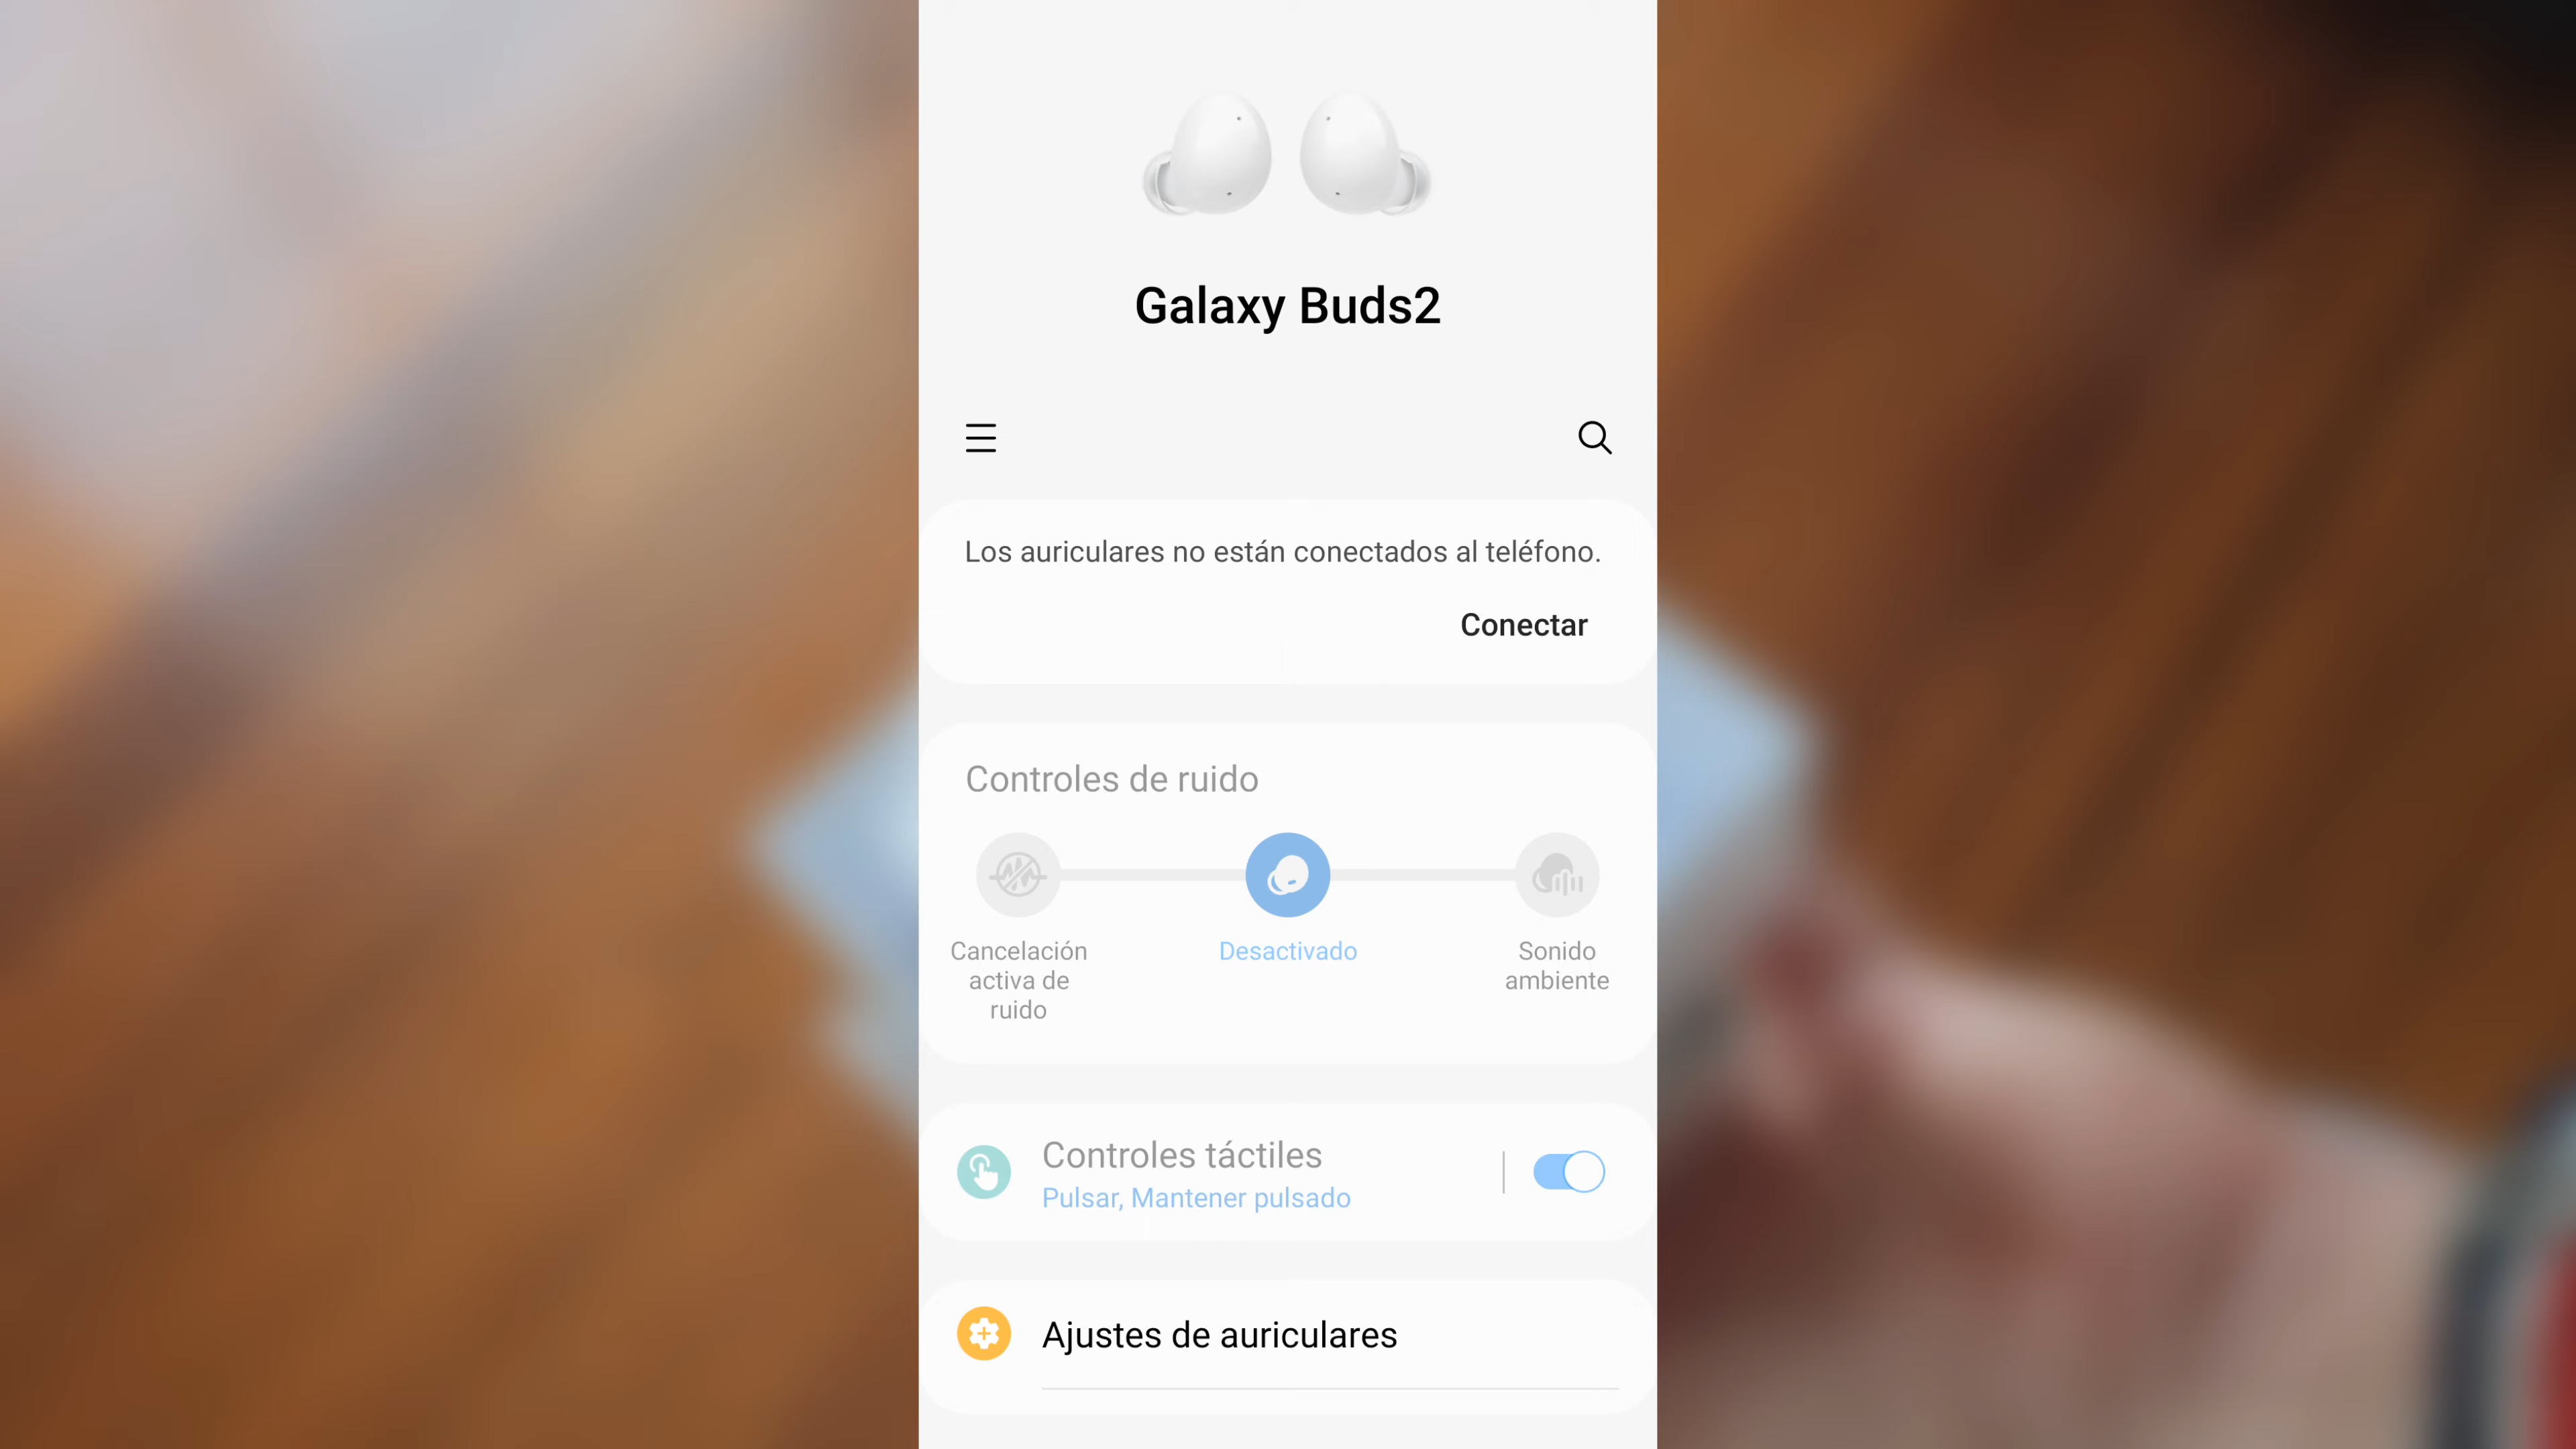 Galaxy Buds2
Los auriculares no están conectados al teléfono.
Conectar
Controles de ruido
Cancelación
activa de
ruido
Desactivado
Sonido
ambiente
Controles táctiles
Pulsar, Mantener pulsado
Ajustes de auriculares